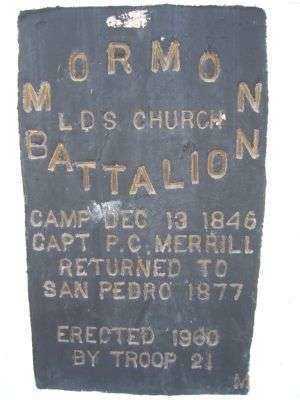 MORMON
LDS CHURCH
BATTALION
CAMP DEC 13 1846
CAPT P.C. MERRILL
RETURNED TO
SAN PEDRO 1877
ERECTED 1960
BY TROOP 21
M